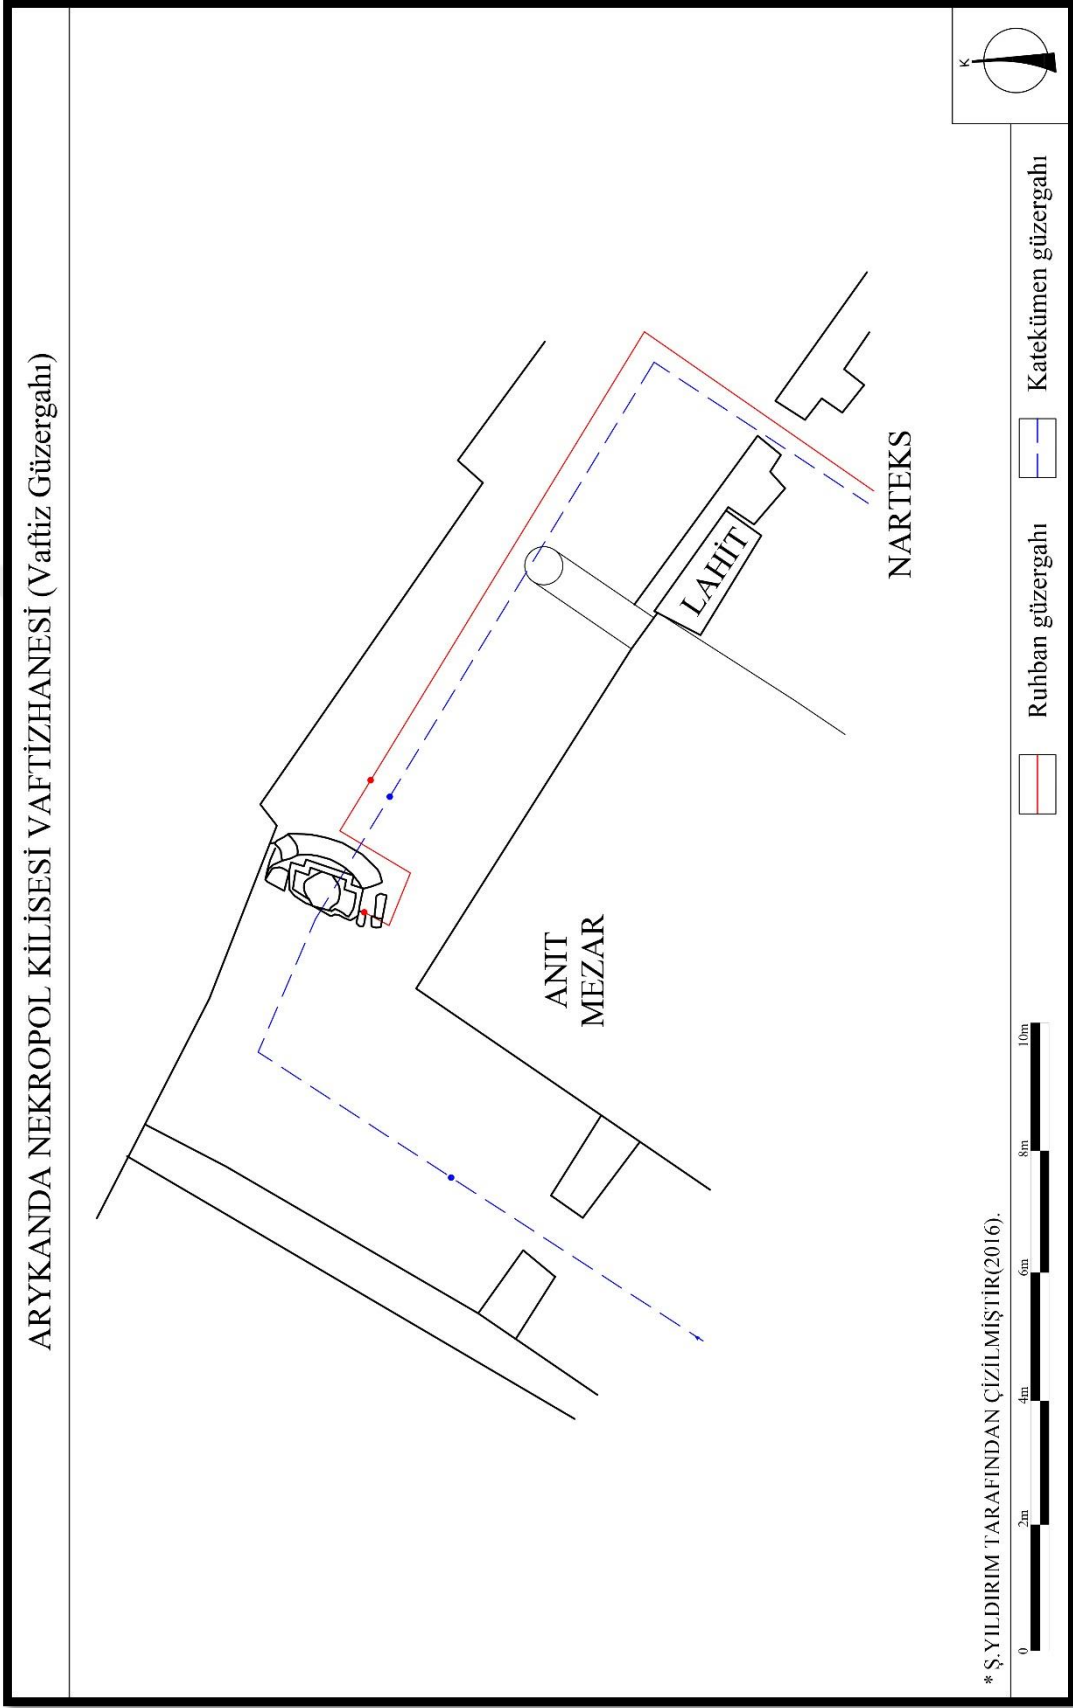 ARYKANDA NEKROPOL KİLİSESİ VAFTİZHANESİ (Vaftiz Güzergahı)
ANIT
MEZAR
LAHİT
NARTEKS
* Ş.YILDIRIM TARAFINDAN ÇİZİLMİŞTİR(2016).
0 2m 4m 6m 8m 10m
Ruhban güzergahı
Katekümen güzergahı
K